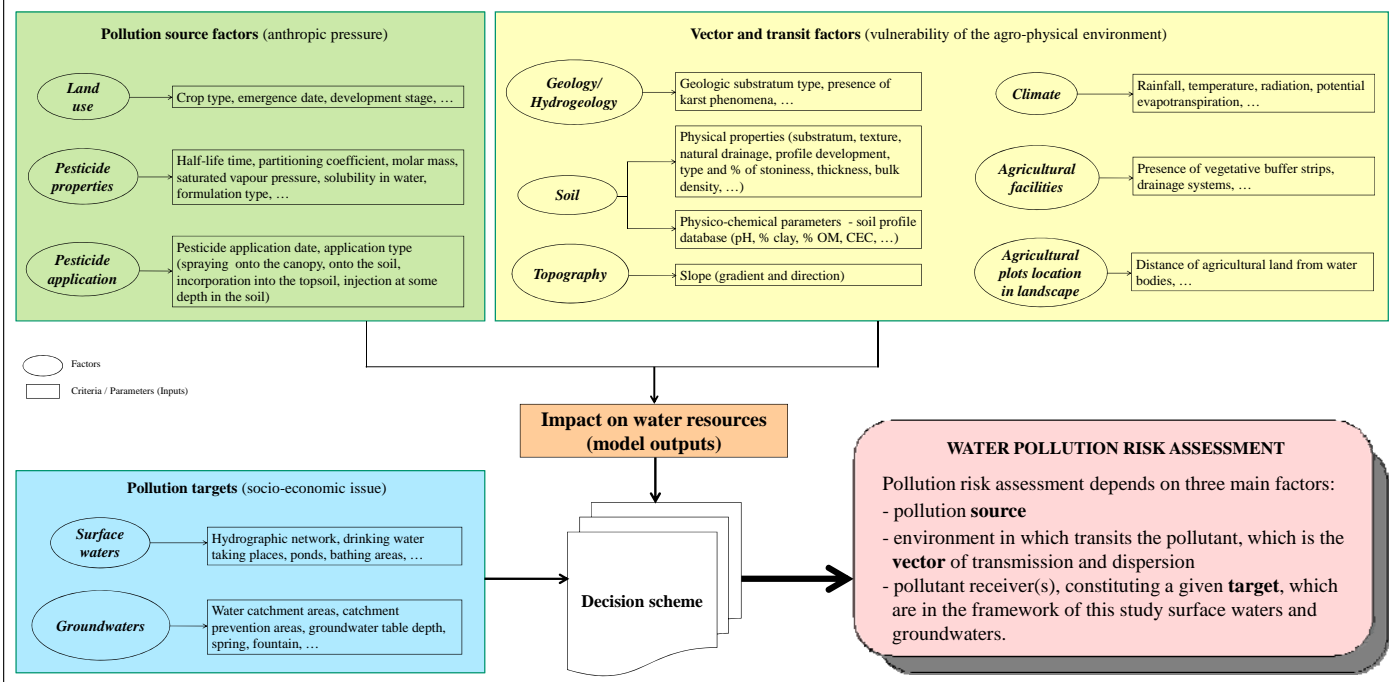 Pollution source factors (anthropic pressure)
Land
use
Crop type, emergence date, development stage, …
Pesticide
properties
Half-life time, partitioning coefficient, molar mass,
saturated vapour pressure, solubility in water,
formulation type, …
Pesticide
application
Pesticide application date, application type
(spraying onto the canopy, onto the soil,
incorporation into the topsoil, injection at some
depth in the soil)
Vector and transit factors (vulnerability of the agro-physical environment)
Geology/
Hydrogeology
Geologic substratum type, presence of
karst phenomena, …
Soil
Physical properties (substratum, texture,
natural drainage, profile development,
type and % of stoniness, thickness, bulk
density, …)
Physico-chemical parameters - soil profile
database (pH, % clay, % OM, CEC, …)
Topography
Slope (gradient and direction)
Climate
Rainfall, temperature, radiation, potential
evapotranspiration, …
Agricultural
facilities
Presence of vegetative buffer strips,
drainage systems, …
Agricultural
plots location
in landscape
Distance of agricultural land from water
bodies, …
Factors
Criteria / Parameters (Inputs)
Impact on water resources
(model outputs)
Pollution targets (socio-economic issue)
Surface
waters
Hydrographic network, drinking water
taking places, ponds, bathing areas, …
Groundwaters
Water catchment areas, catchment
prevention areas, groundwater table depth,
spring, fountain, …
Decision scheme
WATER POLLUTION RISK ASSESSMENT
Pollution risk assessment depends on three main factors:
- pollution source
- environment in which transits the pollutant, which is the
vector of transmission and dispersion
- pollutant receiver(s), constituting a given target, which
are in the framework of this study surface waters and
groundwaters.